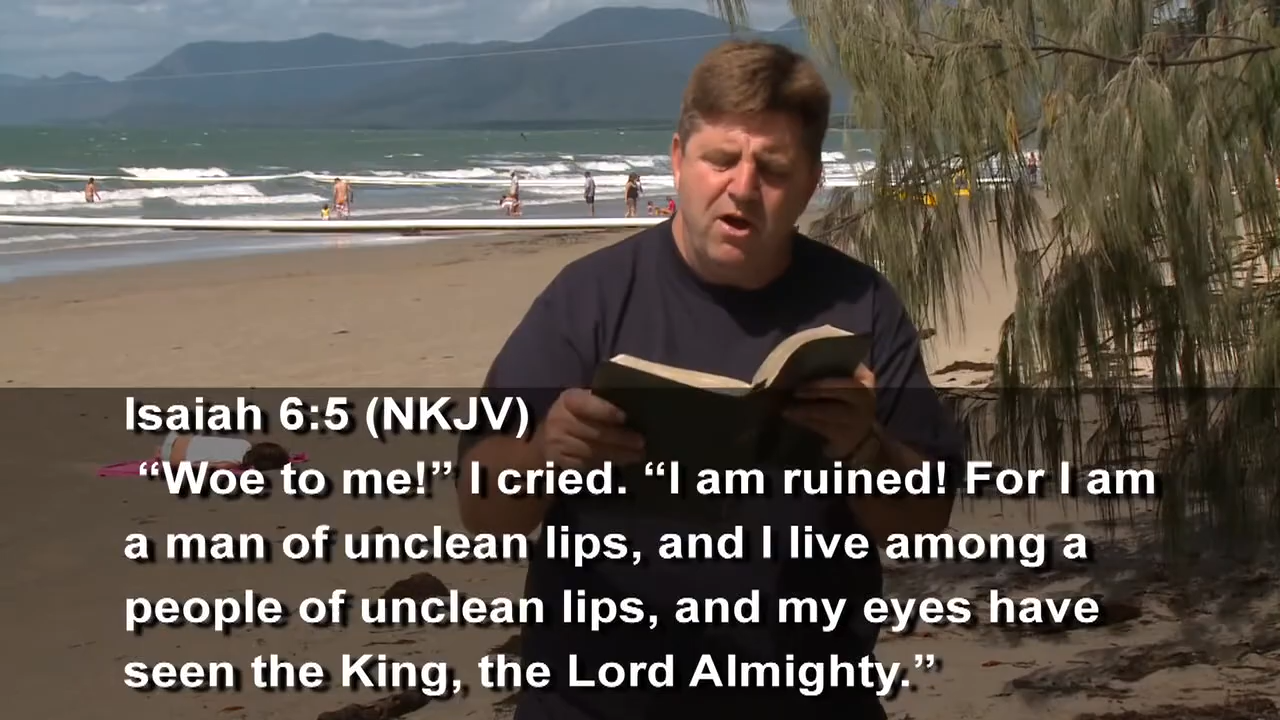 Isaiah 6:5 (NKJV)
“Woe to me!” I cried. “I am ruined! For I am
a man of unclean lips, and I live among a
people of unclean lips, and my eyes have
seen the King, the Lord Almighty.”